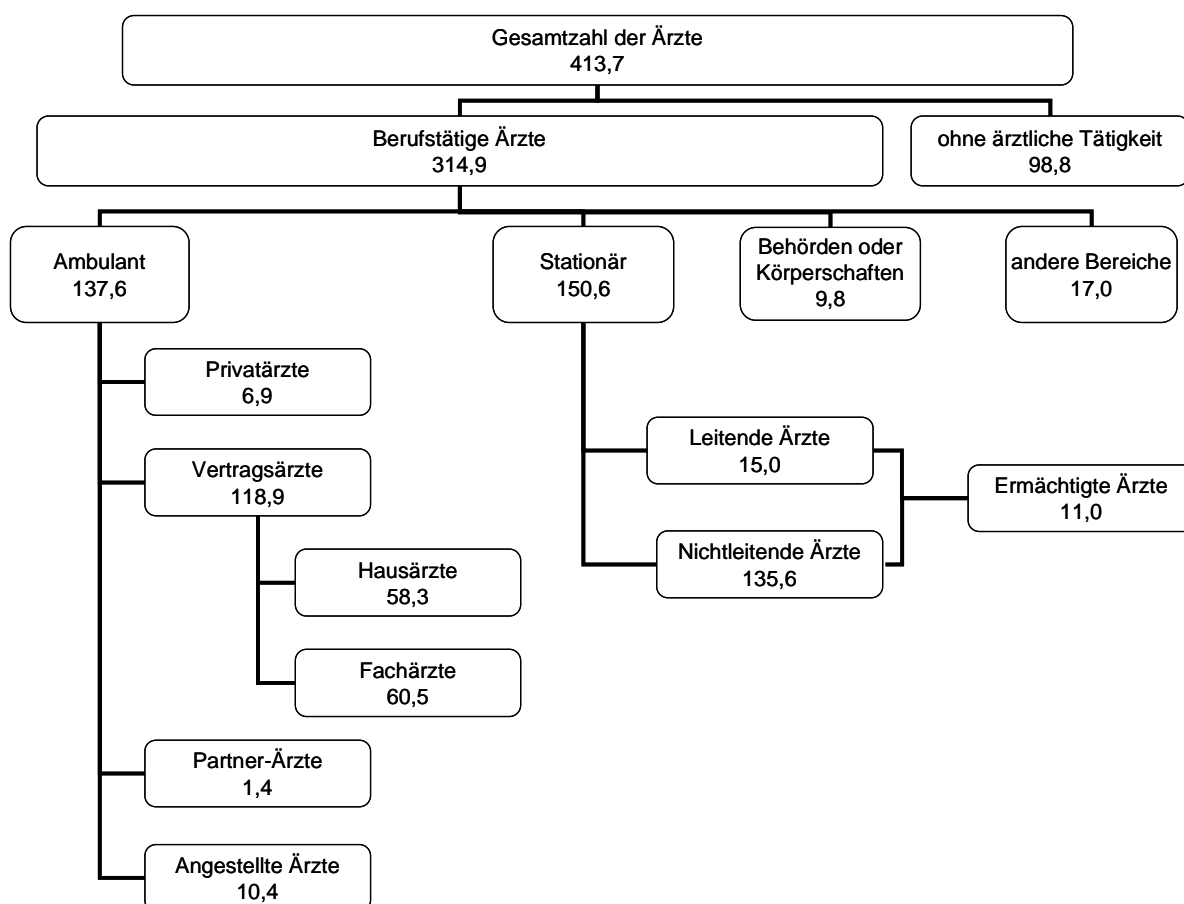 Gesamtzahl der Ärzte
413,7
Berufstätige Ärzte
314,9
ohne ärztliche Tätigkeit
98,8
Ambulant
137,6
Stationär
150,6
Behörden oder
Körperschaften
9,8
andere Bereiche
17,0
Privatärzte
6,9
Vertragsärzte
118,9
Hausärzte
58,3
Fachärzte
60,5
Partner-Ärzte
1,4
Angestellte Ärzte
10,4
Leitende Ärzte
15,0
Nichtleitende Ärzte
135,6
Ermächtigte Ärzte
11,0